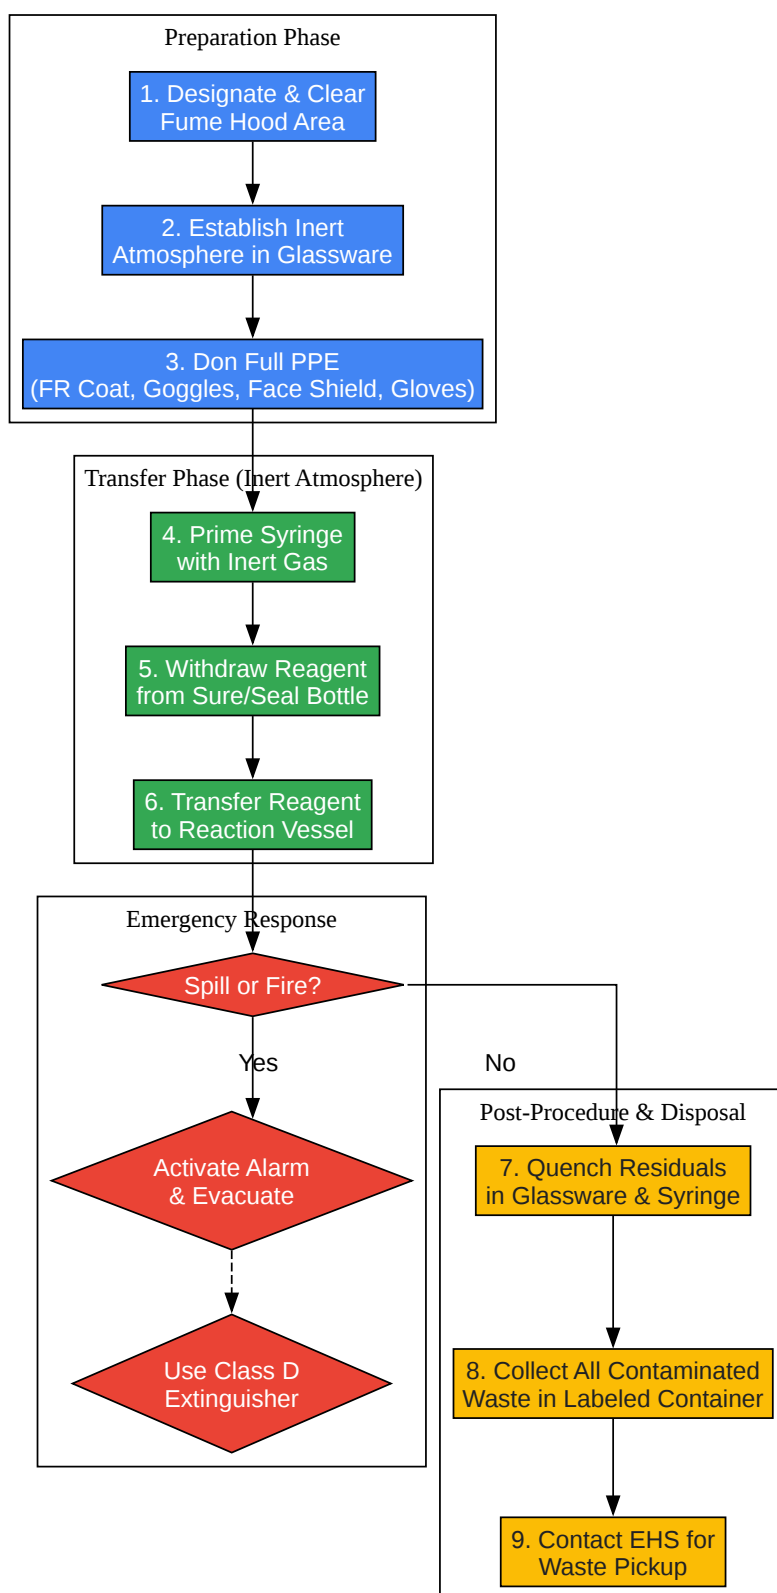 Preparation Phase
1. Designate & Clear
Fume Hood Area
2. Establish Inert
Atmosphere in Glassware
3. Don Full PPE
(FR Coat, Goggles, Face Shield, Gloves)
Transfer Phase (Inert Atmosphere)
4. Prime Syringe
with Inert Gas
5. Withdraw Reagent
from Sure/Seal Bottle
6. Transfer Reagent
to Reaction Vessel
Emergency Response
Spill or Fire?
Yes
No
Activate Alarm
& Evacuate
Use Class D
Extinguisher
Post-Procedure & Disposal
7. Quench Residuals
in Glassware & Syringe
8. Collect All Contaminated
Waste in Labeled Container
9. Contact EHS for
Waste Pickup